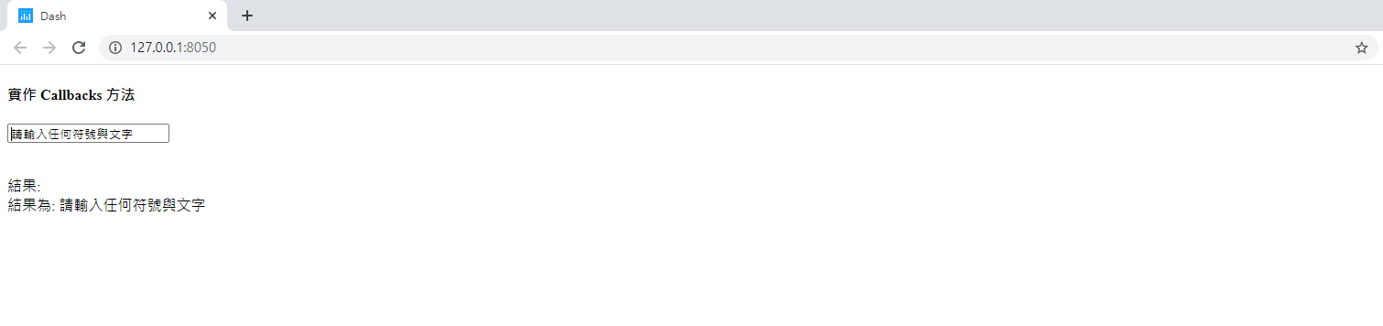 Dash
127.0.0.1:8050
實作 Callbacks 方法
請輸入任何符號與文字
結果:
結果為: 請輸入任何符號與文字